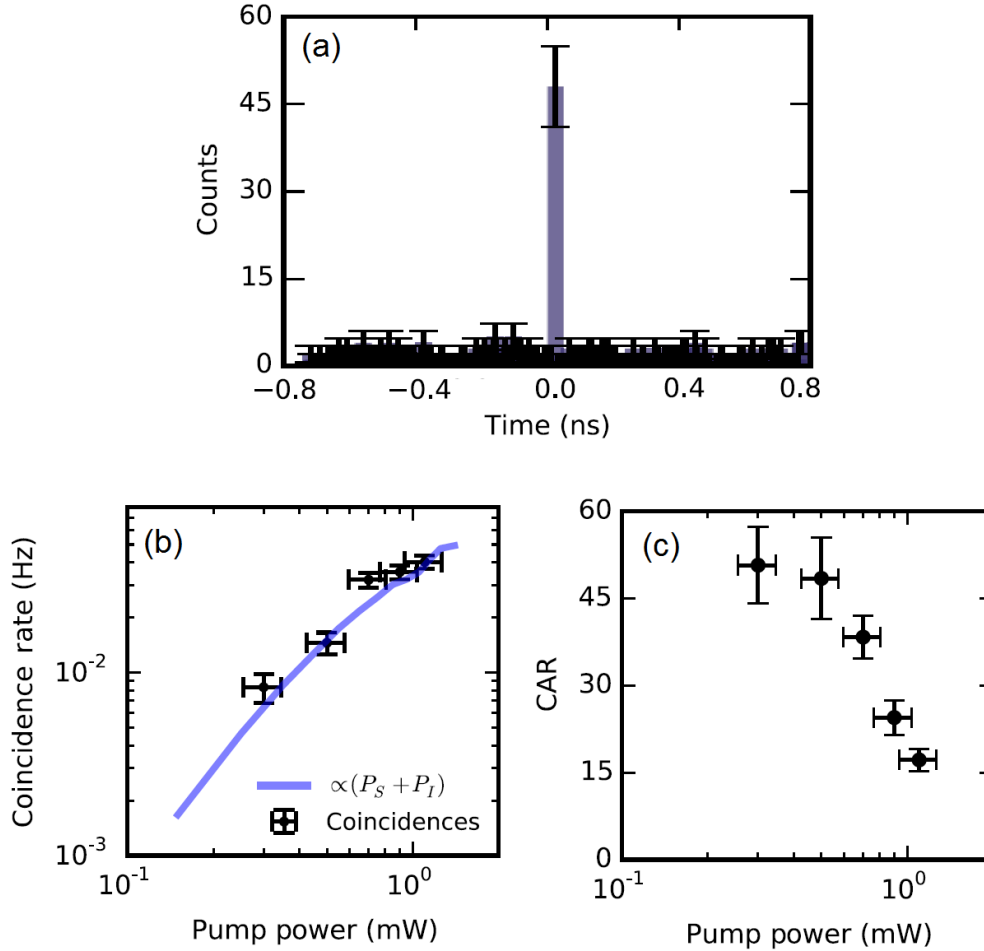 (a)
Counts
60
45
30
15
0
−0.8
−0.4
0.0
0.4
0.8
Time (ns)
(b)
Coincidence rate (Hz)
10⁻²
10⁻³
∝(P_S + P_I)
Coincidences
10⁻¹
10⁰
Pump power (mW)
(c)
CAR
60
45
30
15
0
10⁻¹
10⁰
Pump power (mW)